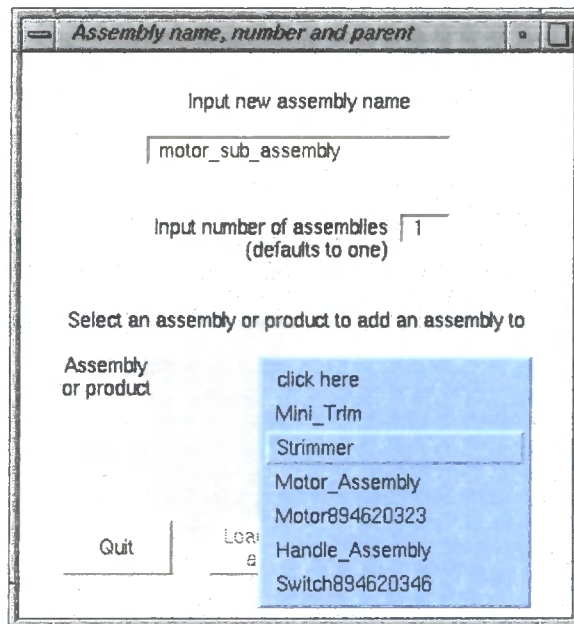 Assembly name, number and parent
Input new assembly name
motor_sub_assembly
Input number of assemblies 1
(defaults to one)
Select an assembly or product to add an assembly to
Assembly
or product
click here
Mini_Trim
Strimmer
Motor_Assembly
Motor894620323
Handle_Assembly
Switch894620346
Quit